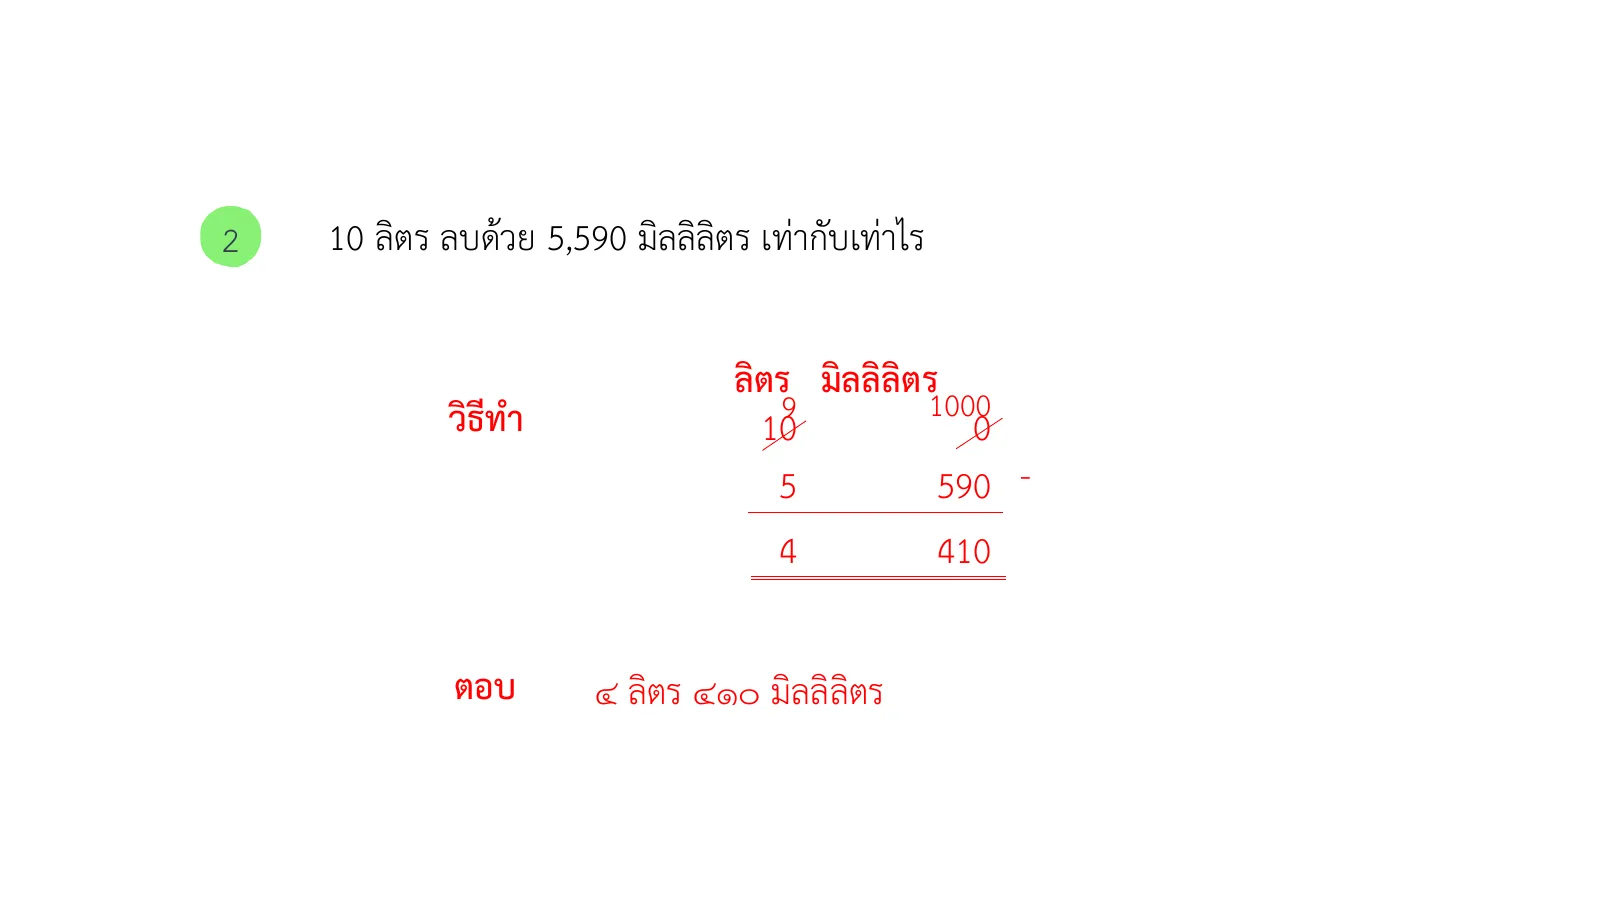 2 10 ลิตร ลบด้วย 5,590 มิลลิลิตร เท่ากับเท่าไร
ลิตร มิลลิลิตร
9 1000
วิธีทำ 10 0
5 590 -
4 410
ตอบ ๔ ลิตร ๔๑๐ มิลลิลิตร